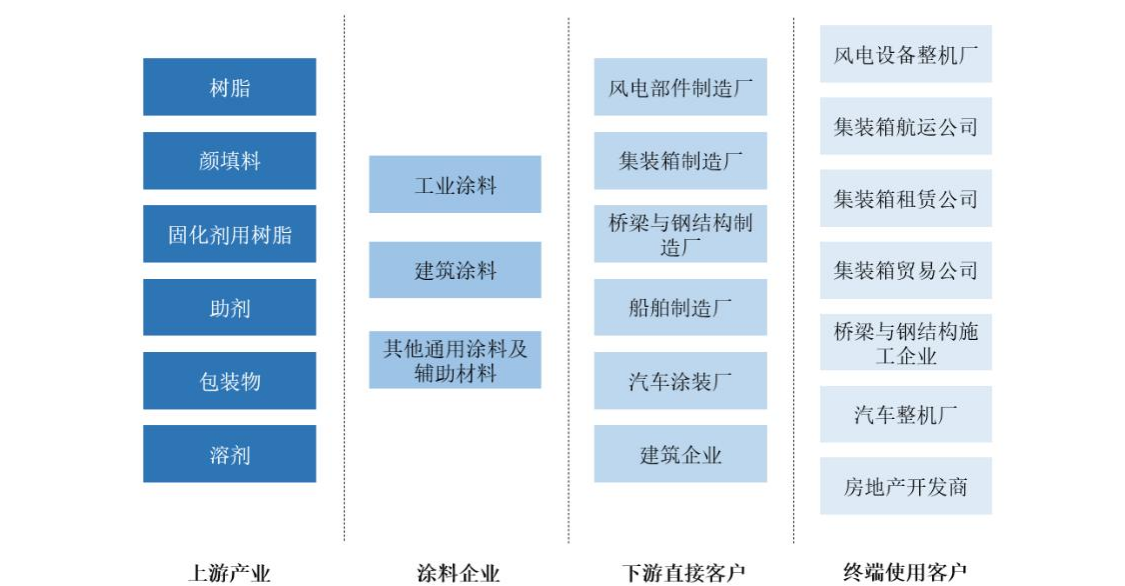 树脂
颜填料
固化剂用树脂
助剂
包装物
溶剂
上游产业
工业涂料
建筑涂料
其他通用涂料及
辅助材料
涂料企业
风电部件制造厂
集装箱制造厂
桥梁与钢结构制
造厂
船舶制造厂
汽车涂装厂
建筑企业
下游直接客户
风电设备整机厂
集装箱航运公司
集装箱租赁公司
集装箱贸易公司
桥梁与钢结构施
工企业
汽车整机厂
房地产开发商
终端使用客户